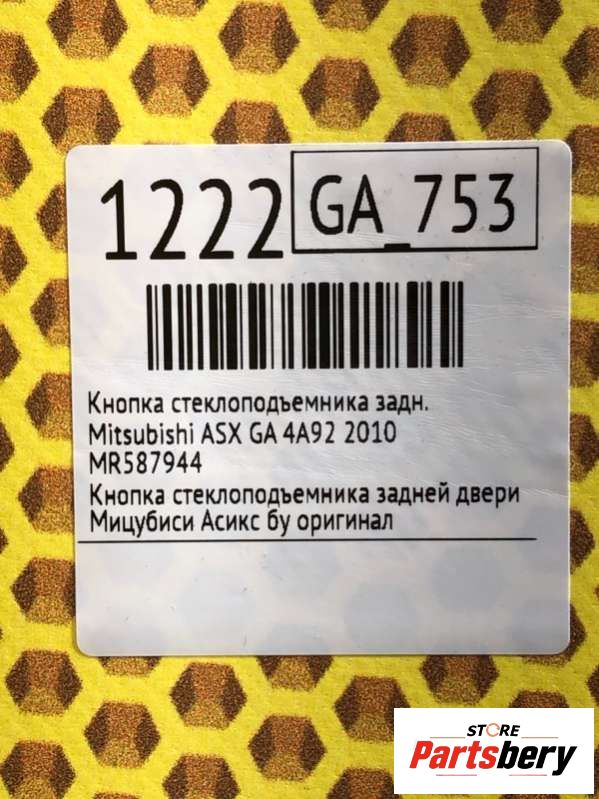 1222 GA_753
Кнопка стеклоподъемника задн.
Mitsubishi ASX GA 4A92 2010
MR587944
Кнопка стеклоподъемника задней двери
Мицубиси Асикс бу оригинал
STORE
Partsbery